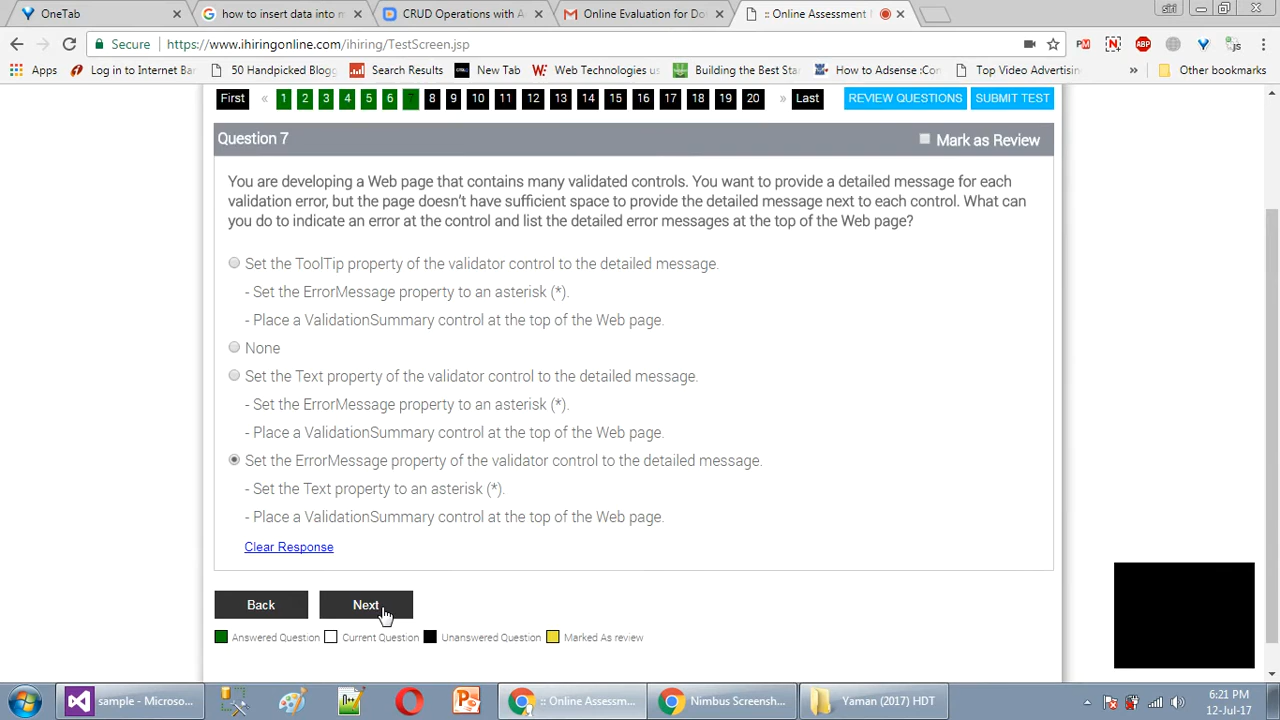 OneTab
how to insert data into m
CRUD Operations with A
Online Evaluation for Do
:: Online Assessment
Secure
https://www.ihiringonline.com/ihiring/TestScreen.jsp
Apps
Log in to Internet Ba
50 Handpicked Blog
Search Results
New Tab
Web Technologies us
Building the Best Sta
How to Adsense (Con
Top Video Advertisin
»
Other bookmarks
First « 1 2 3 4 5 6 7 8 9 10 11 12 13 14 15 16 17 18 19 20 » Last
REVIEW QUESTIONS
SUBMIT TEST
Question 7
Mark as Review
You are developing a Web page that contains many validated controls. You want to provide a detailed message for each
validation error, but the page doesn't have sufficient space to provide the detailed message next to each control. What can
you do to indicate an error at the control and list the detailed error messages at the top of the Web page?
Set the ToolTip property of the validator control to the detailed message.
- Set the ErrorMessage property to an asterisk (*).
- Place a ValidationSummary control at the top of the Web page.
None
Set the Text property of the validator control to the detailed message.
- Set the ErrorMessage property to an asterisk (*).
- Place a ValidationSummary control at the top of the Web page.
Set the ErrorMessage property of the validator control to the detailed message.
- Set the Text property to an asterisk (*).
- Place a ValidationSummary control at the top of the Web page.
Clear Response
Back
Next
Answered Question
Current Question
Unanswered Question
Marked As review
sample - Microso...
:: Online Assessm...
Nimbus Screensh...
Yaman (2017) HDT
6:21 PM
12-Jul-17